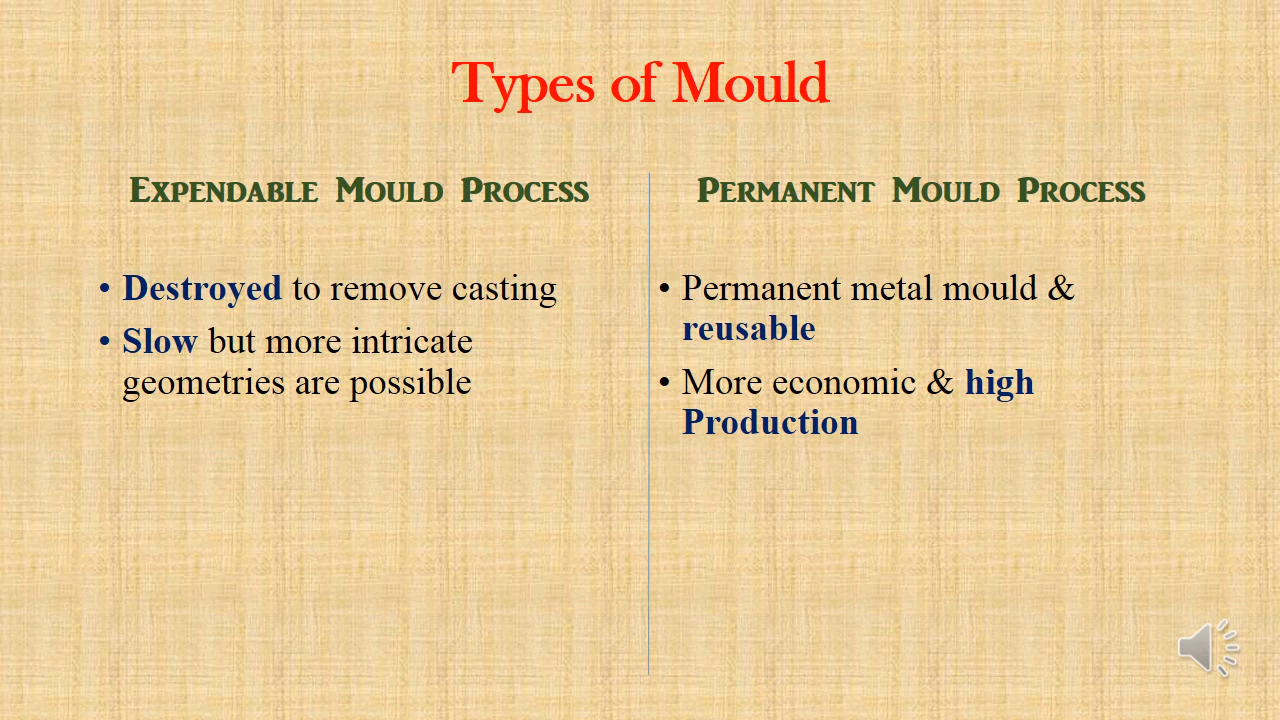 Types of Mould
Expendable Mould Process
• Destroyed to remove casting
• Slow but more intricate
geometries are possible
Permanent Mould Process
• Permanent metal mould &
reusable
• More economic & high
Production